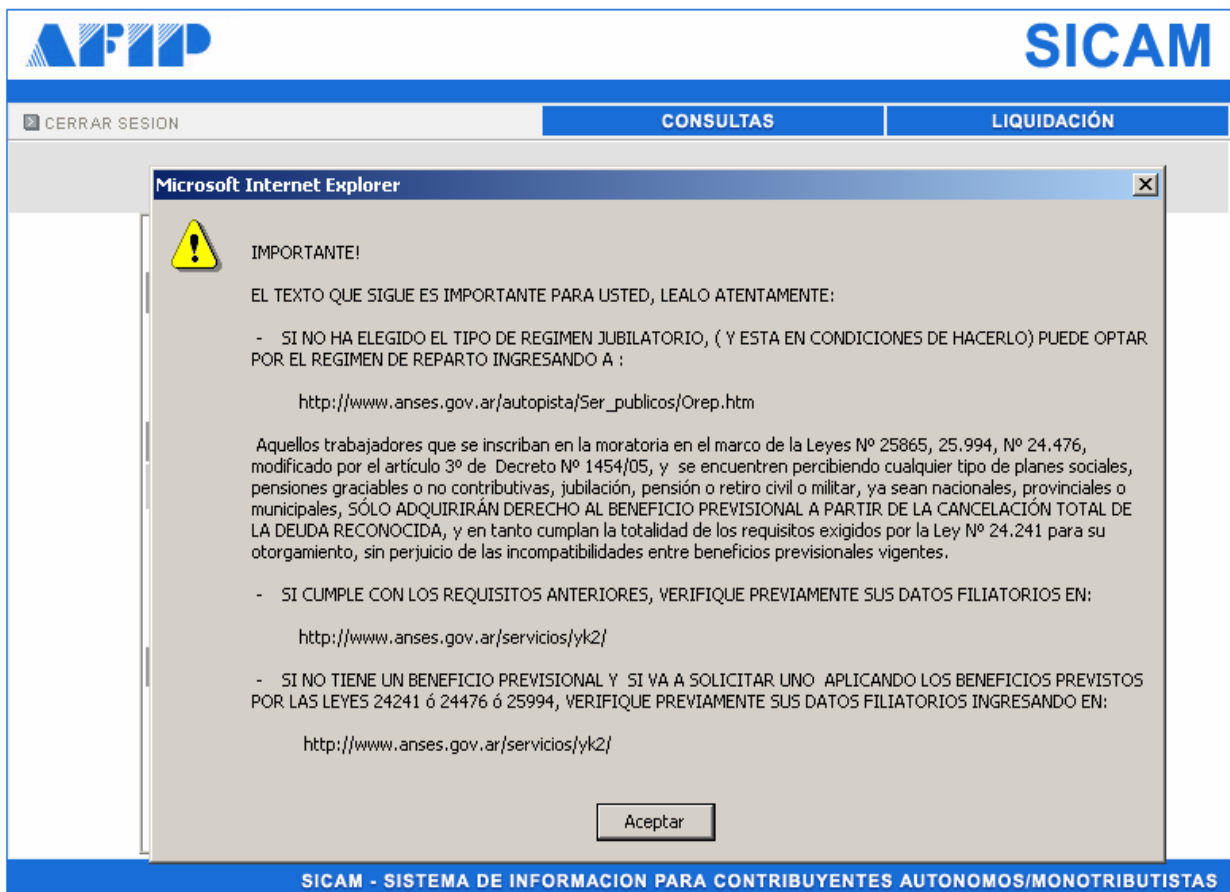 AFIP
SICAM
CERRAR SESION
CONSULTAS
LIQUIDACIÓN
Microsoft Internet Explorer
IMPORTANTE!
EL TEXTO QUE SIGUE ES IMPORTANTE PARA USTED, LEALO ATENTAMENTE:
- SI NO HA ELEGIDO EL TIPO DE REGIMEN JUBILATORIO, ( Y ESTA EN CONDICIONES DE HACERLO) PUEDE OPTAR
POR EL REGIMEN DE REPARTO INGRESANDO A :
http://www.anses.gov.ar/autopista/Ser_publicos/Orep.htm
Aquellos trabajadores que se inscriban en la moratoria en el marco de la Leyes Nº 25865, 25.994, Nº 24.476,
modificado por el artículo 3º de Decreto Nº 1454/05, y se encuentren percibiendo cualquier tipo de planes sociales,
pensiones graciables o no contributivas, jubilación, pensión o retiro civil o militar, ya sean nacionales, provinciales o
municipales, SÓLO ADQUIRIRÁN DERECHO AL BENEFICIO PREVISIONAL A PARTIR DE LA CANCELACIÓN TOTAL DE
LA DEUDA RECONOCIDA, y en tanto cumplan la totalidad de los requisitos exigidos por la Ley Nº 24.241 para su
otorgamiento, sin perjuicio de las incompatibilidades entre beneficios previsionales vigentes.
- SI CUMPLE CON LOS REQUISITOS ANTERIORES, VERIFIQUE PREVIAMENTE SUS DATOS FILIATORIOS EN:
http://www.anses.gov.ar/servicios/yk2/
- SI NO TIENE UN BENEFICIO PREVISIONAL Y SI VA A SOLICITAR UNO APLICANDO LOS BENEFICIOS PREVISTOS
POR LAS LEYES 24241 ó 24476 ó 25994, VERIFIQUE PREVIAMENTE SUS DATOS FILIATORIOS INGRESANDO EN:
http://www.anses.gov.ar/servicios/yk2/
Aceptar
SICAM - SISTEMA DE INFORMACION PARA CONTRIBUYENTES AUTONOMOS/MONOTRIBUTISTAS